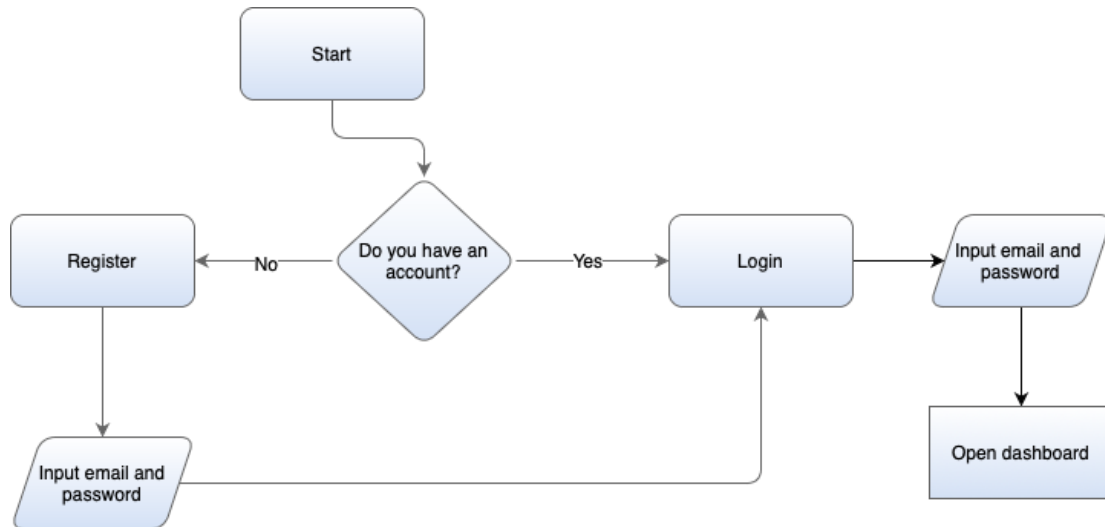 Start
Do you have an
account?
No
Yes
Register
Login
Input email and
password
Input email and
password
Open dashboard